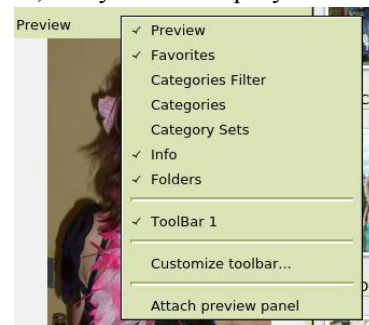 Preview
Preview
Favorites
Categories Filter
Categories
Category Sets
Info
Folders
ToolBar 1
Customize toolbar...
Attach preview panel